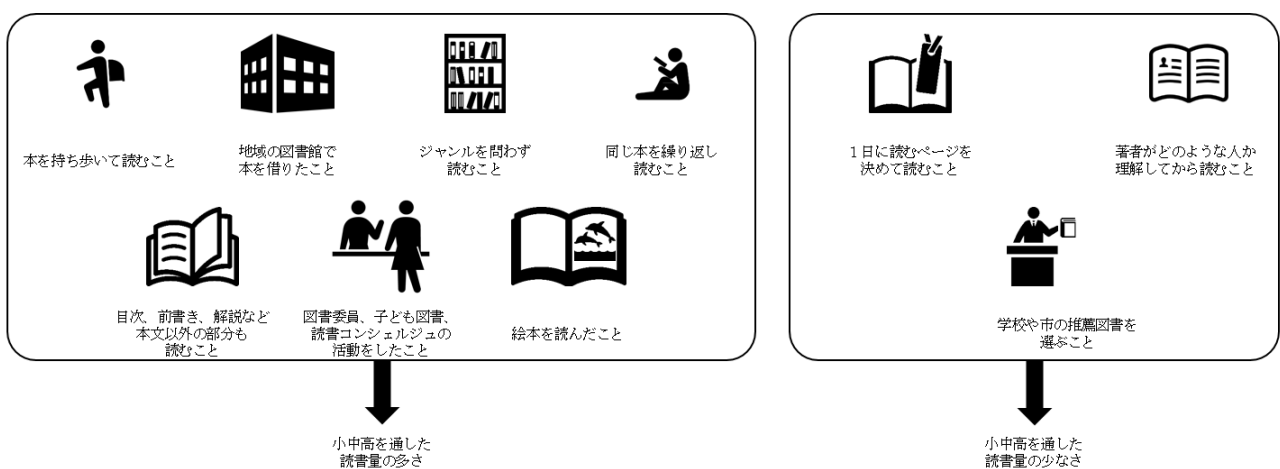 本を持ち歩いて読むこと
地域の図書館で
本を借りたこと
ジャンルを問わず
読むこと
同じ本を繰り返し
読むこと
目次、前書き、解説など
本文以外の部分も
読むこと
図書委員、子ども図書、
読書コンシェルジュの
活動をしたこと
絵本を読んだこと
小中高を通した
読書量の多さ
1日に読むページを
決めて読むこと
著者がどのような人か
理解してから読むこと
学校や市の推薦図書を
選ぶこと
小中高を通した
読書量の少なさ